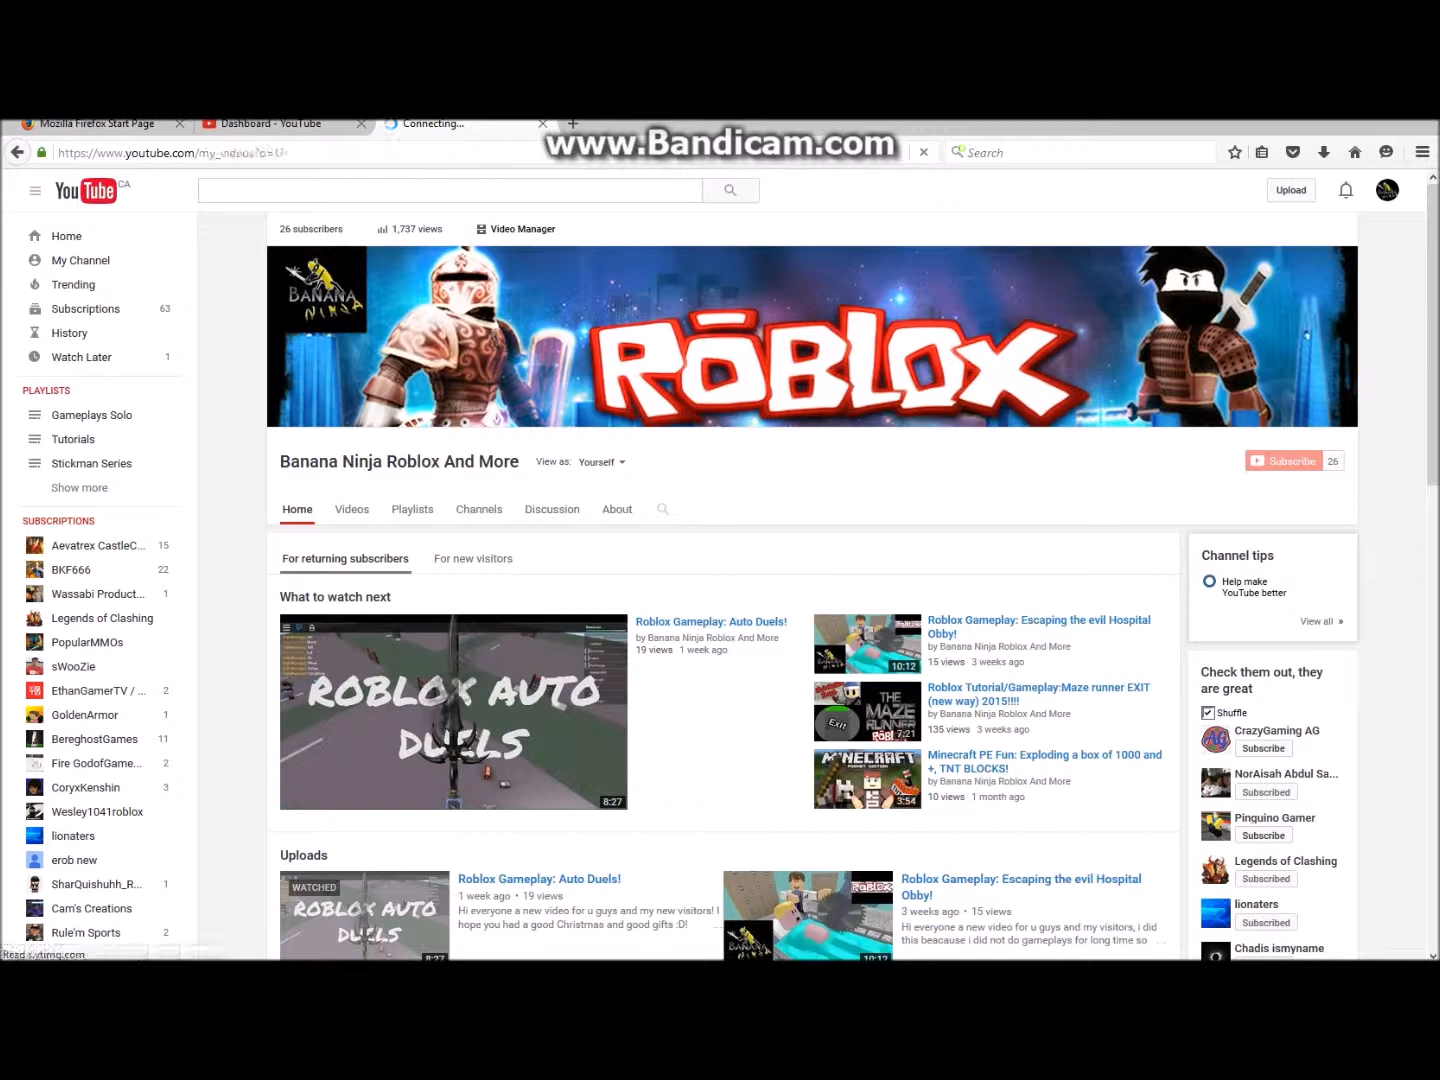 Mozilla Firefox Start Page
Dashboard - YouTube
Connecting...
www.Bandicam.com
https://www.youtube.com/my_videos?o=U
Search
YouTube CA
Upload
Home
My Channel
Trending
Subscriptions 63
History
Watch Later 1
PLAYLISTS
Gameplays Solo
Tutorials
Stickman Series
Show more
SUBSCRIPTIONS
Aevatrex CastleC... 15
BKF666 22
Wassabi Product... 1
Legends of Clashing
PopularMMOs
sWooZie
EthanGamerTV / ... 2
GoldenArmor 1
BereghostGames 11
Fire GodofGame... 2
CoryxKenshin 3
Wesley1041roblox
lionaters
erob new
SharQuishuhh_R... 1
Cam's Creations
Rule'm Sports 2
26 subscribers
1,737 views
Video Manager
BANANA
NINJA
ROBLOX
Banana Ninja Roblox And More
View as: Yourself
Subscribe 26
Home
Videos
Playlists
Channels
Discussion
About
For returning subscribers
For new visitors
What to watch next
ROBLOX AUTO
DUELS
8:27
Roblox Gameplay: Auto Duels!
by Banana Ninja Roblox And More
19 views 1 week ago
10:12
Roblox Gameplay: Escaping the evil Hospital
Obby!
by Banana Ninja Roblox And More
15 views 3 weeks ago
Exit
THE
MAZE
RUNNER
7:21
Roblox Tutorial/Gameplay:Maze runner EXIT
(new way) 2015!!!!
by Banana Ninja Roblox And More
135 views 3 weeks ago
MINECRAFT
3:54
Minecraft PE Fun: Exploding a box of 1000 and
+, TNT BLOCKS!
by Banana Ninja Roblox And More
10 views 1 month ago
Uploads
WATCHED
ROBLOX AUTO
DUELS
8:27
Roblox Gameplay: Auto Duels!
1 week ago • 19 views
Hi everyone a new video for u guys and my new visitors! I
hope you had a good Christmas and good gifts :D! ...
ROBLOX
BANANA
10:12
Roblox Gameplay: Escaping the evil Hospital
Obby!
3 weeks ago • 15 views
Hi everyone a new video for u guys and my visitors, i did
this beacause i did not do gameplays for long time so ...
Channel tips
Help make
YouTube better
View all »
Check them out, they
are great
Shuffle
CrazyGaming AG
Subscribe
NorAisah Abdul Sa...
Subscribed
Pinguino Gamer
Subscribe
Legends of Clashing
Subscribed
lionaters
Subscribed
Chadis ismyname
Read s.ytimg.com